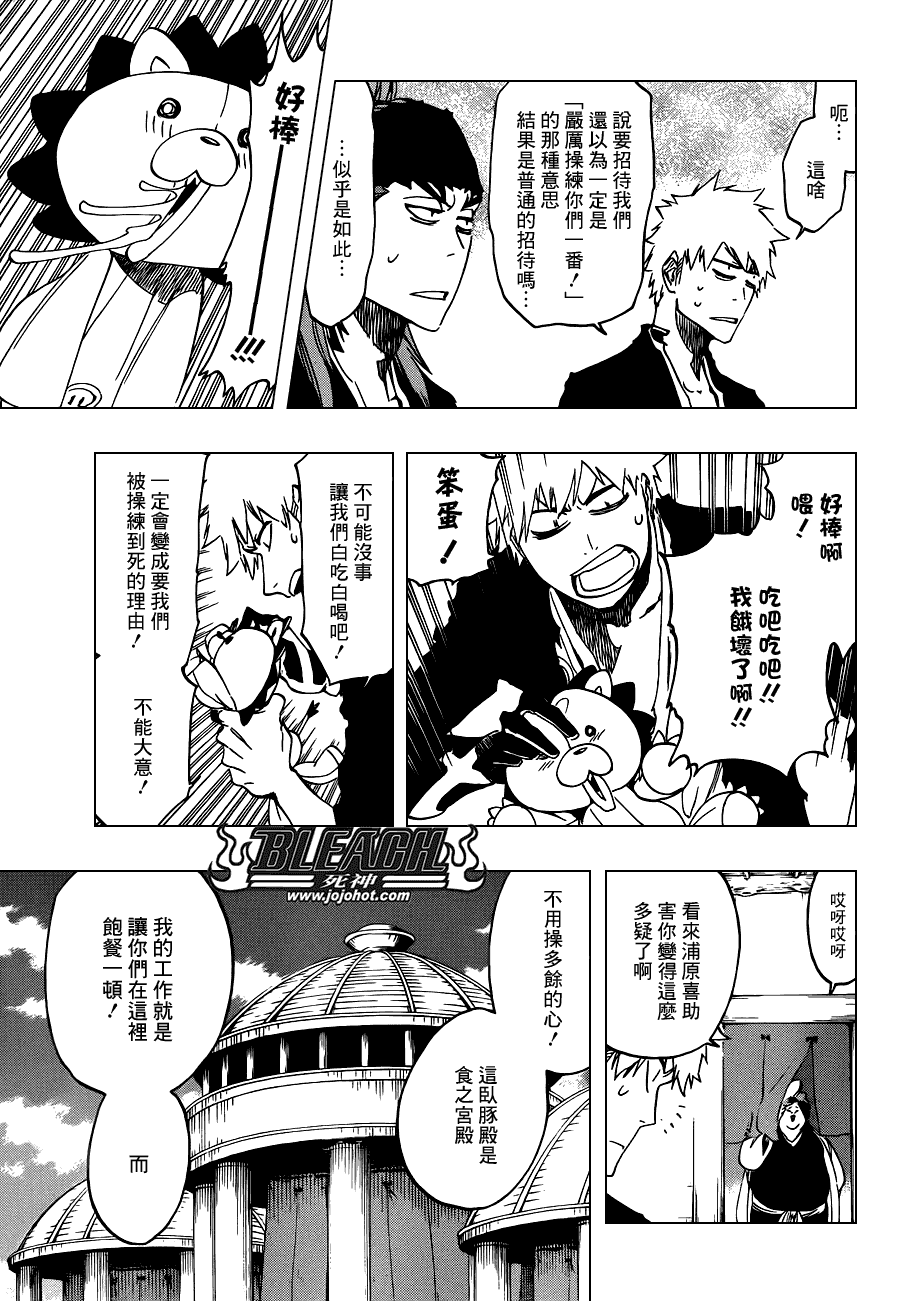 呃…
這啥
說要招待我們
還以為一定是
「嚴厲操練你們一番！」
的那種意思
結果是普通的招待嗎…
…似乎是如此…
好棒——!!!
好棒啊
喂！
吃吧吃吧!!
我餓壞了啊!!
笨蛋！
不可能沒事
讓我們白吃白喝吧！
一定會變成要我們
被操練到死的理由！
不能大意！
哎呀哎呀
看來浦原喜助
害你變得這麼
多疑了啊
不用操多餘的心！
這臥豚殿是
食之宮殿
我的工作就是
讓你們在這裡
飽餐一頓！
而
BLEACH
死神
www.jojohot.com